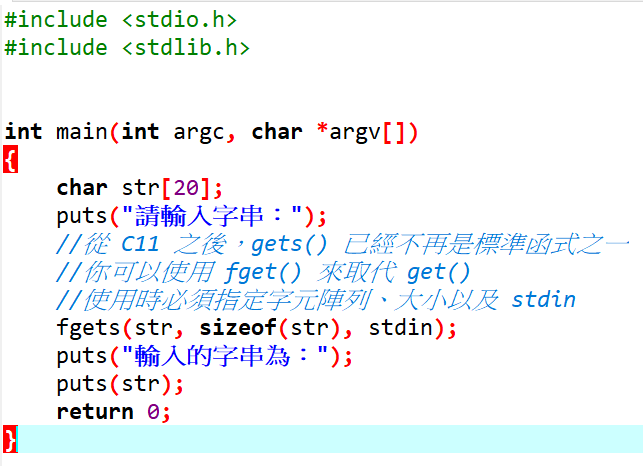 #include <stdio.h>
#include <stdlib.h>
int main(int argc, char *argv[])
{
    char str[20];
    puts("請輸入字串：");
    //從 C11 之後，gets() 已經不再是標準函式之一
    //你可以使用 fget() 來取代 get()
    //使用時必須指定字元陣列、大小以及 stdin
    fgets(str, sizeof(str), stdin);
    puts("輸入的字串為：");
    puts(str);
    return 0;
}